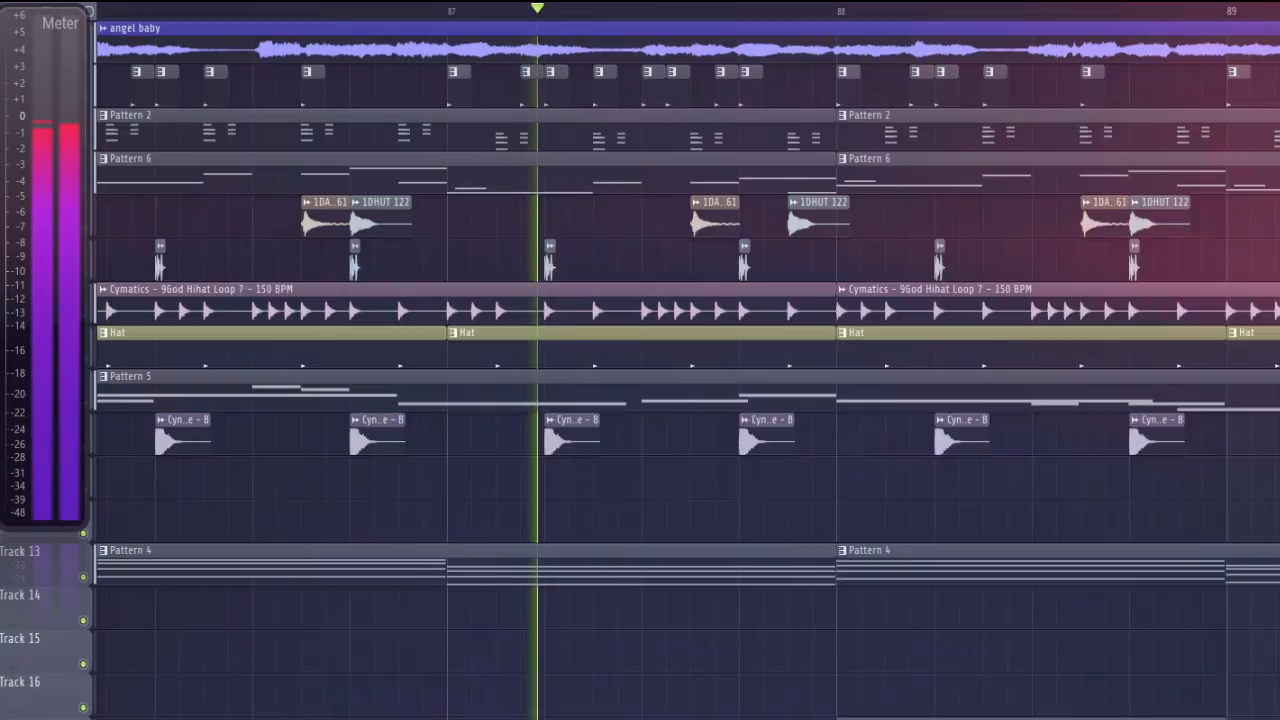 Meter
+6
+5
+4
+3
+2
+1
0
-1
-2
-3
-4
-5
-6
-7
-8
-9
-10
-11
-12
-13
-14
-16
-18
-20
-22
-24
-26
-28
-31
-34
-39
-48
87 88 89
angel baby
Pattern 2 Pattern 2
Pattern 6 Pattern 6
1DA..61 1DHUT 122 1DA..61 1DHUT 122 1DA..61 1DHUT 122
Cymatics - 9God Hihat Loop 7 - 150 BPM Cymatics - 9God Hihat Loop 7 - 150 BPM
Hat Hat Hat Hat
Pattern 5
Cyn..e - B Cyn..e - B Cyn..e - B Cyn..e - B Cyn..e - B Cyn..e - B
Track 13 Pattern 4 Pattern 4
Track 14
Track 15
Track 16